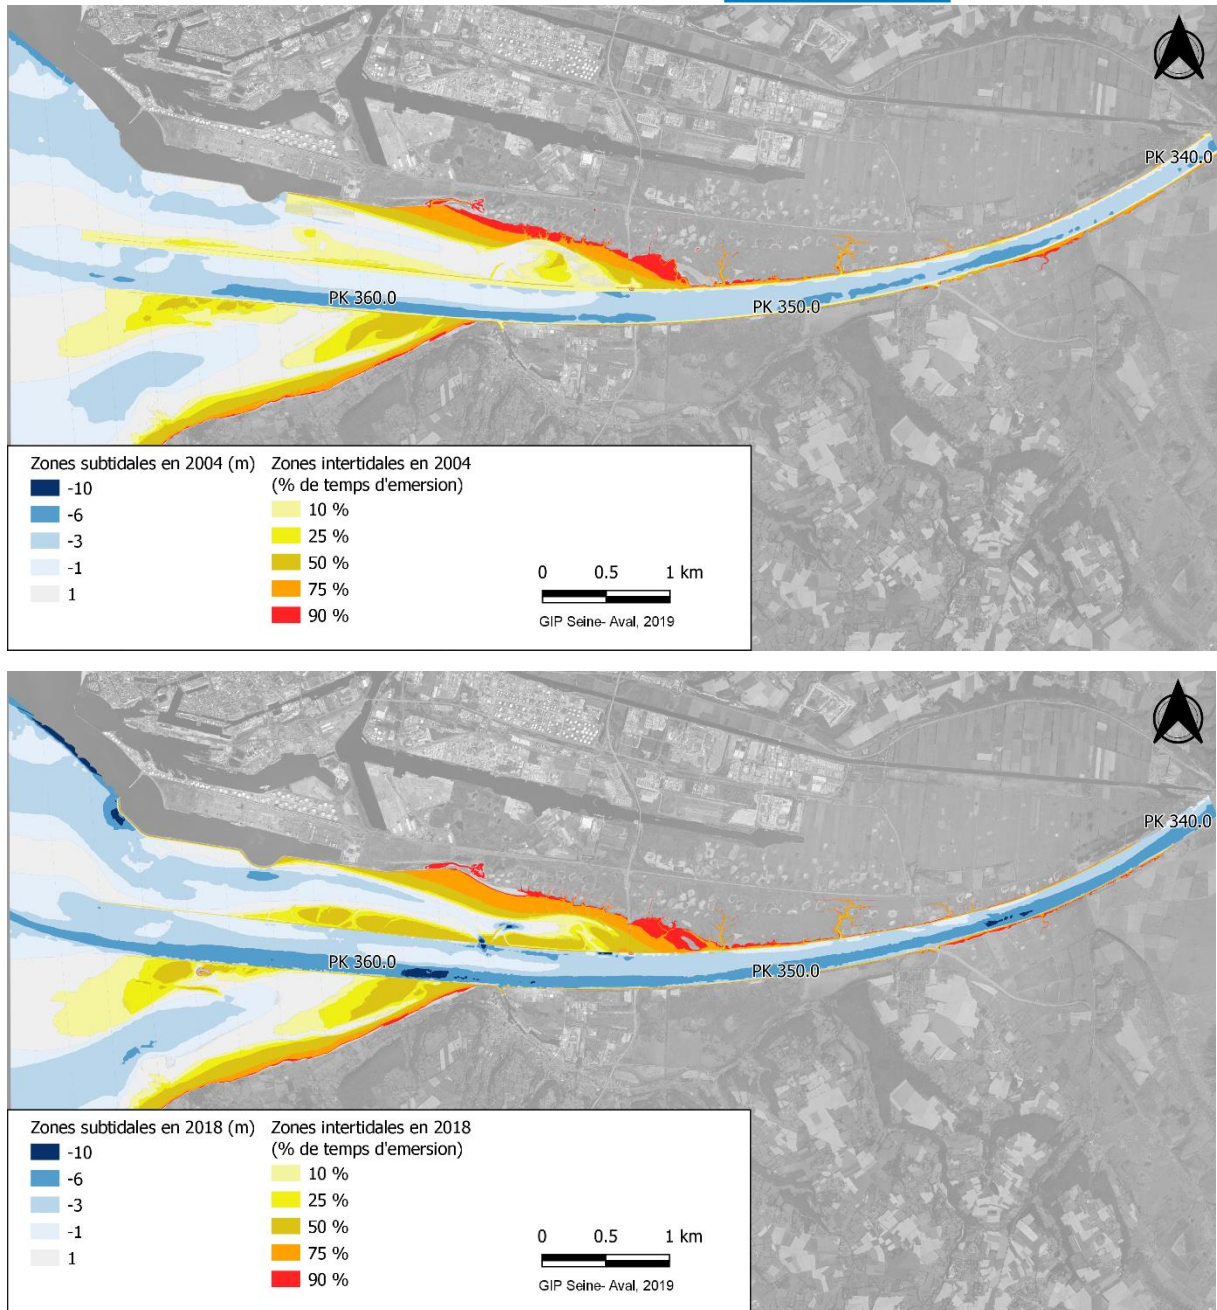 PK 340.0
PK 360.0
PK 350.0
Zones subtidales en 2004 (m)
-10
-6
-3
-1
1
Zones intertidales en 2004
(% de temps d'emersion)
10 %
25 %
50 %
75 %
90 %
0 0.5 1 km
GIP Seine- Aval, 2019
PK 340.0
PK 360.0
PK 350.0
Zones subtidales en 2018 (m)
-10
-6
-3
-1
1
Zones intertidales en 2018
(% de temps d'emersion)
10 %
25 %
50 %
75 %
90 %
0 0.5 1 km
GIP Seine- Aval, 2019